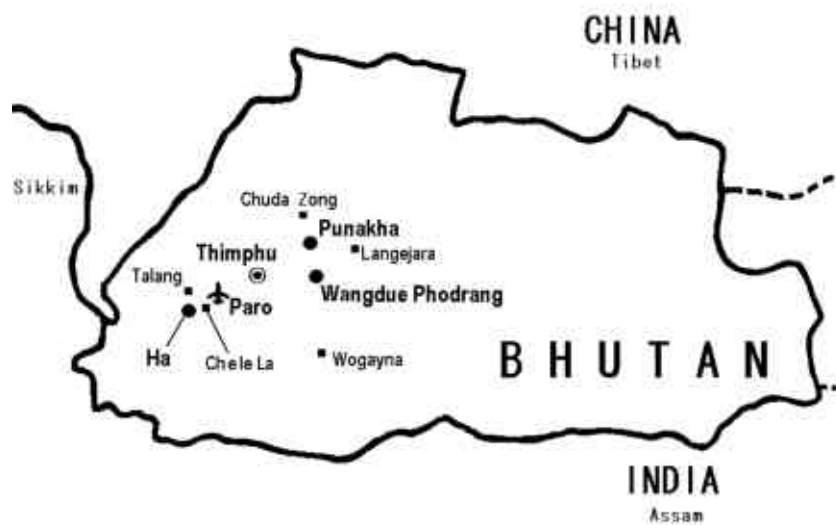 CHINA
Tibet
Sikkim
Chuda Zong
Punakha
Thimphu
Langejara
Talang
Wangdue Phodrang
Paro
Ha
Chele La
Wogayna
BHUTAN
INDIA
Assam